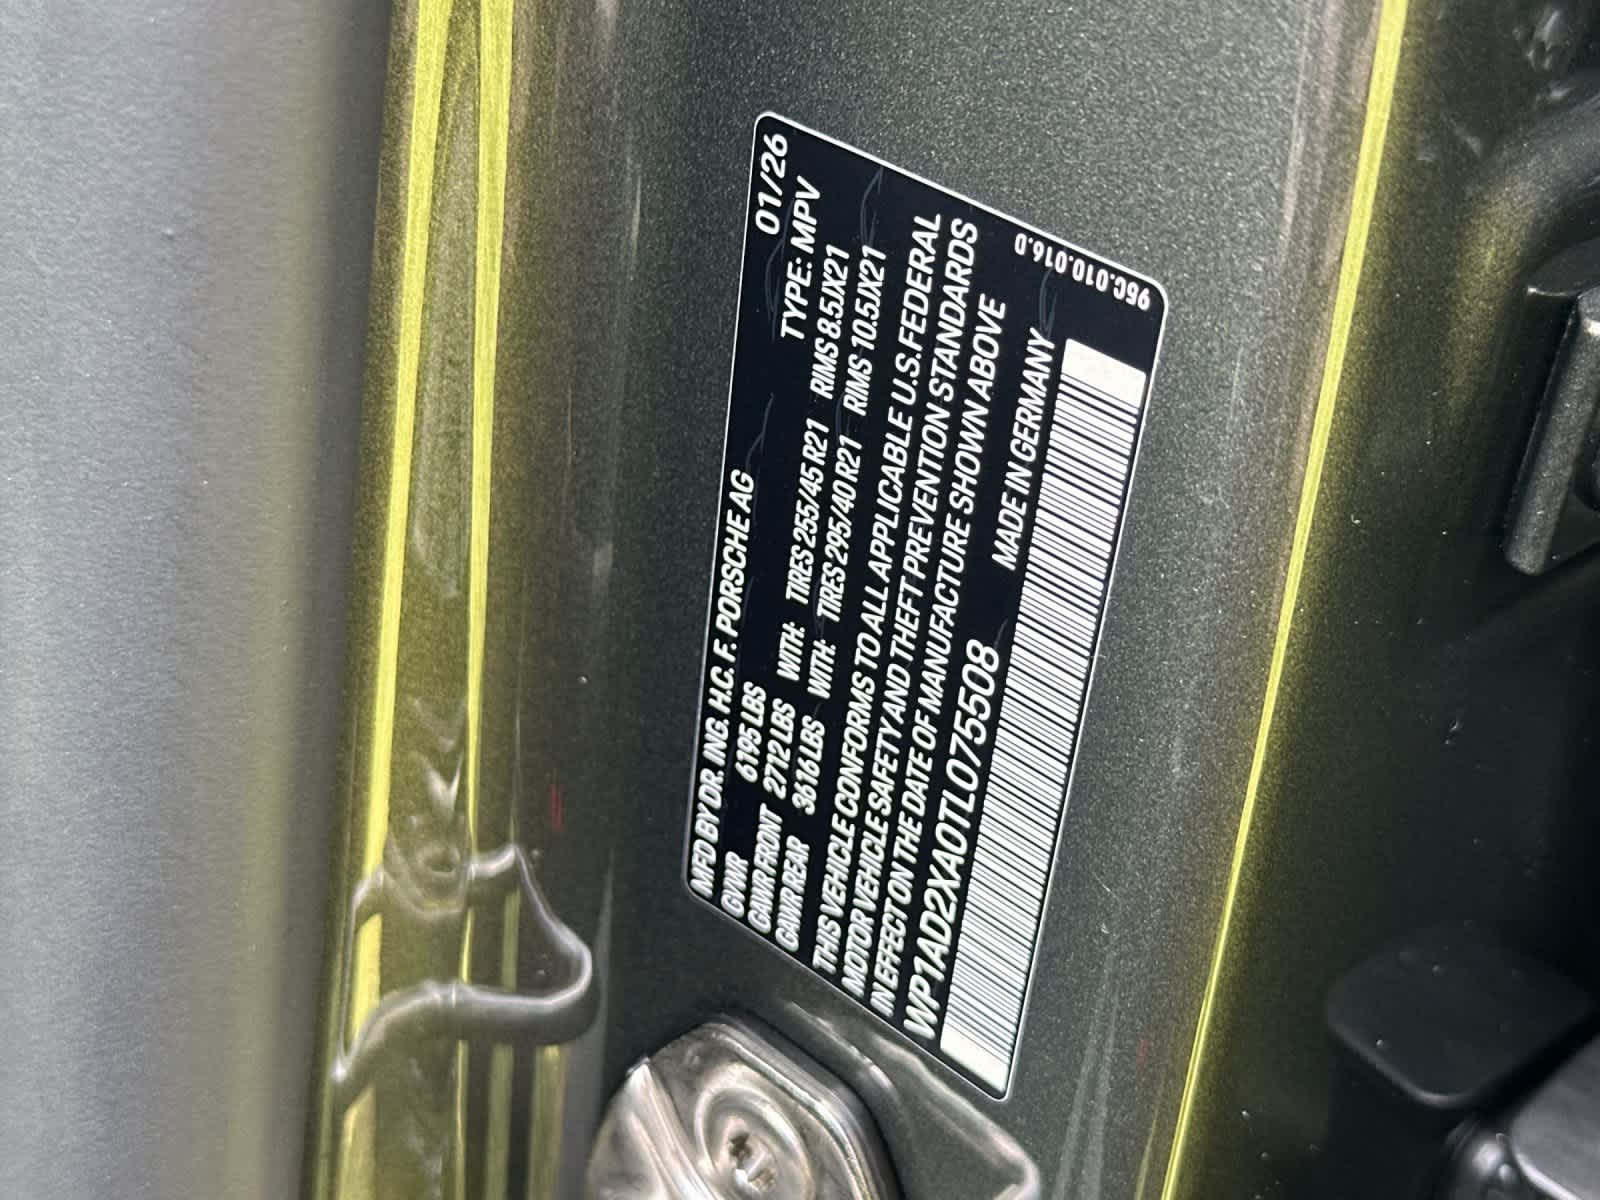 MFD BY DR. ING. H.C. F. PORSCHE AG 01/26
GVWR 6195 LBS TYPE: MPV
GAWR FRONT 2712 LBS WITH: TIRES 255/45 R21 RIMS 8.5JX21
GAWR REAR 3616 LBS WITH: TIRES 295/40 R21 RIMS 10.5JX21
THIS VEHICLE CONFORMS TO ALL APPLICABLE U.S. FEDERAL
MOTOR VEHICLE SAFETY AND THEFT PREVENTION STANDARDS
IN EFFECT ON THE DATE OF MANUFACTURE SHOWN ABOVE
WP1AD2XA0TL075508 MADE IN GERMANY
95C.010.016.D